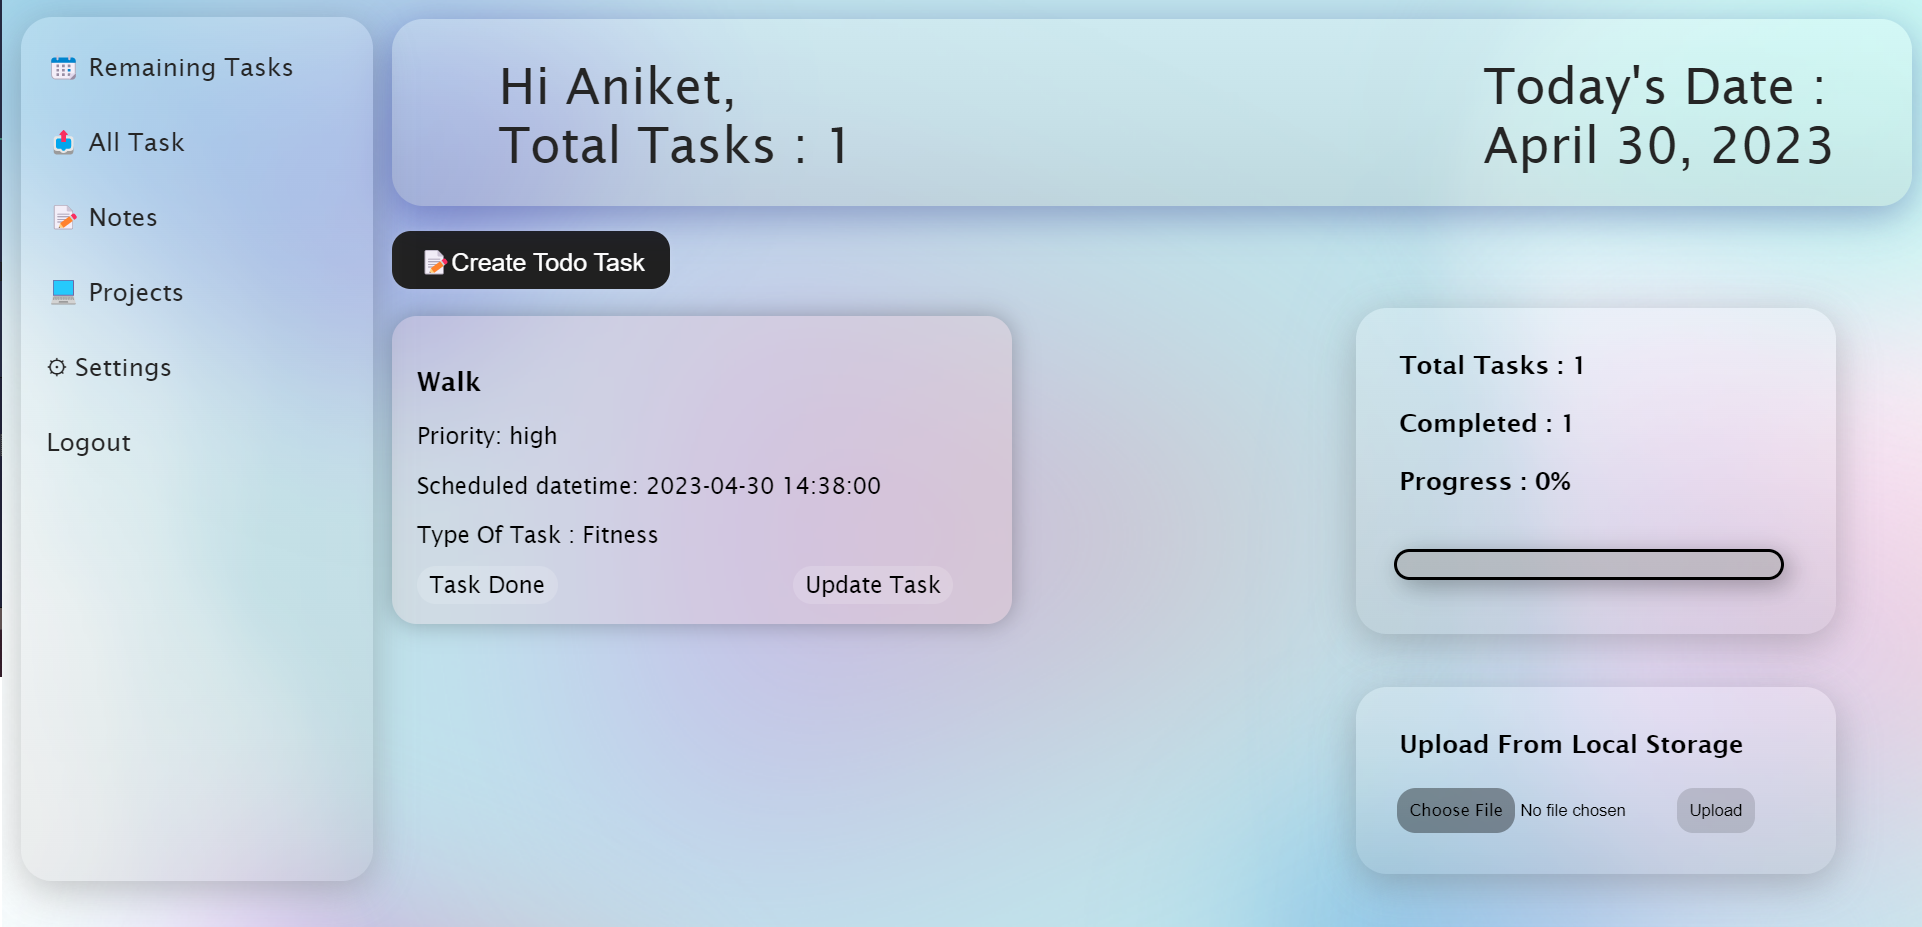 Remaining Tasks
All Task
Notes
Projects
Settings
Logout
Hi Aniket,
Total Tasks : 1
Today's Date :
April 30, 2023
Create Todo Task
Walk
Priority: high
Scheduled datetime: 2023-04-30 14:38:00
Type Of Task : Fitness
Task Done
Update Task
Total Tasks : 1
Completed : 1
Progress : 0%
Upload From Local Storage
Choose File No file chosen
Upload